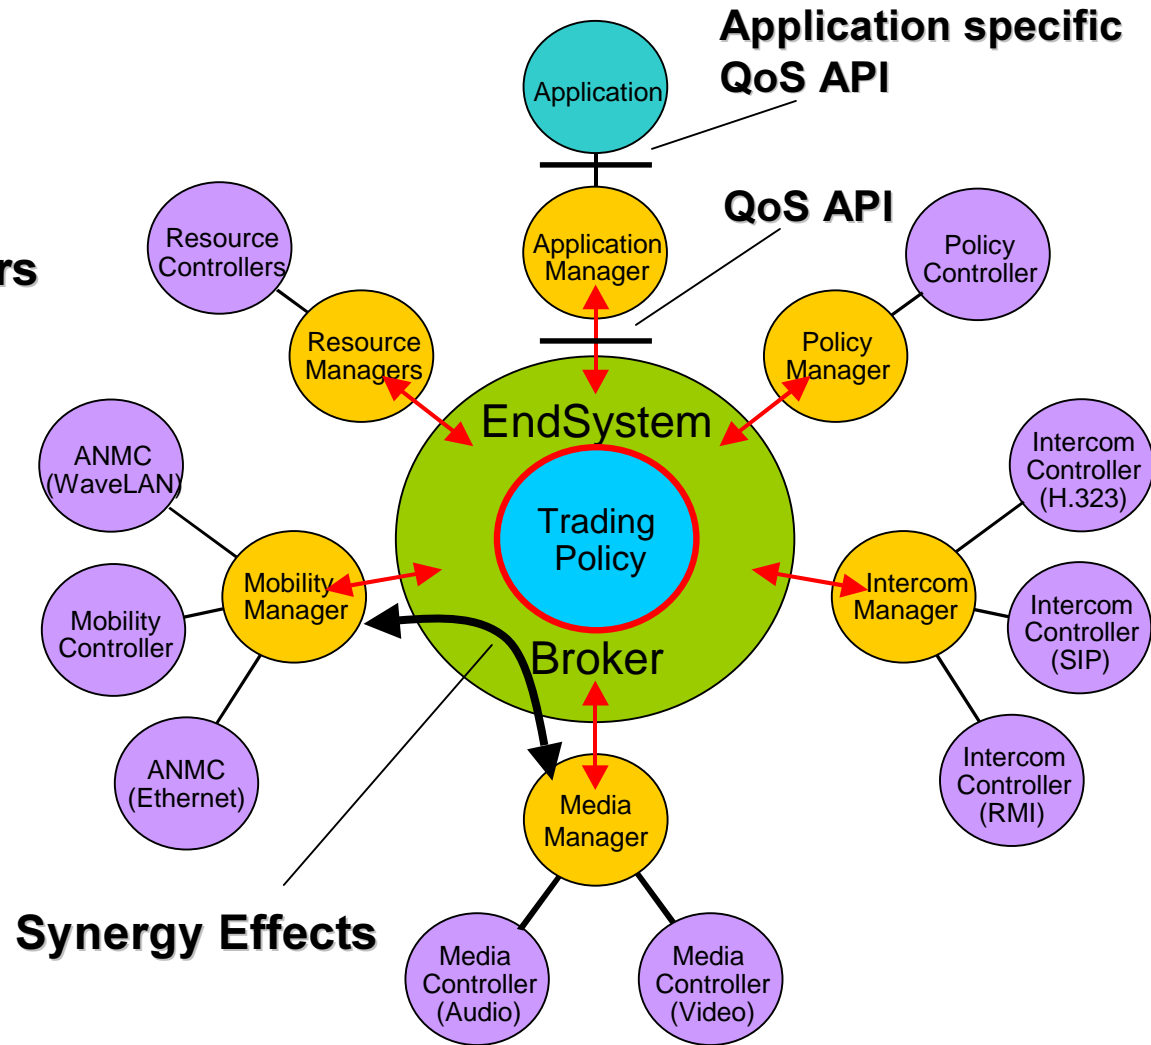 Application specific
QoS API
Application
QoS API
Application
Manager
Resource
Controllers
rs
Policy
Controller
Resource
Managers
Policy
Manager
EndSystem
ANMC
(WaveLAN)
Intercom
Controller
(H.323)
Trading
Policy
Mobility
Manager
Intercom
Manager
Mobility
Controller
Intercom
Controller
(SIP)
Broker
ANMC
(Ethernet)
Intercom
Controller
(RMI)
Media
Manager
Synergy Effects
Media
Controller
(Audio)
Media
Controller
(Video)